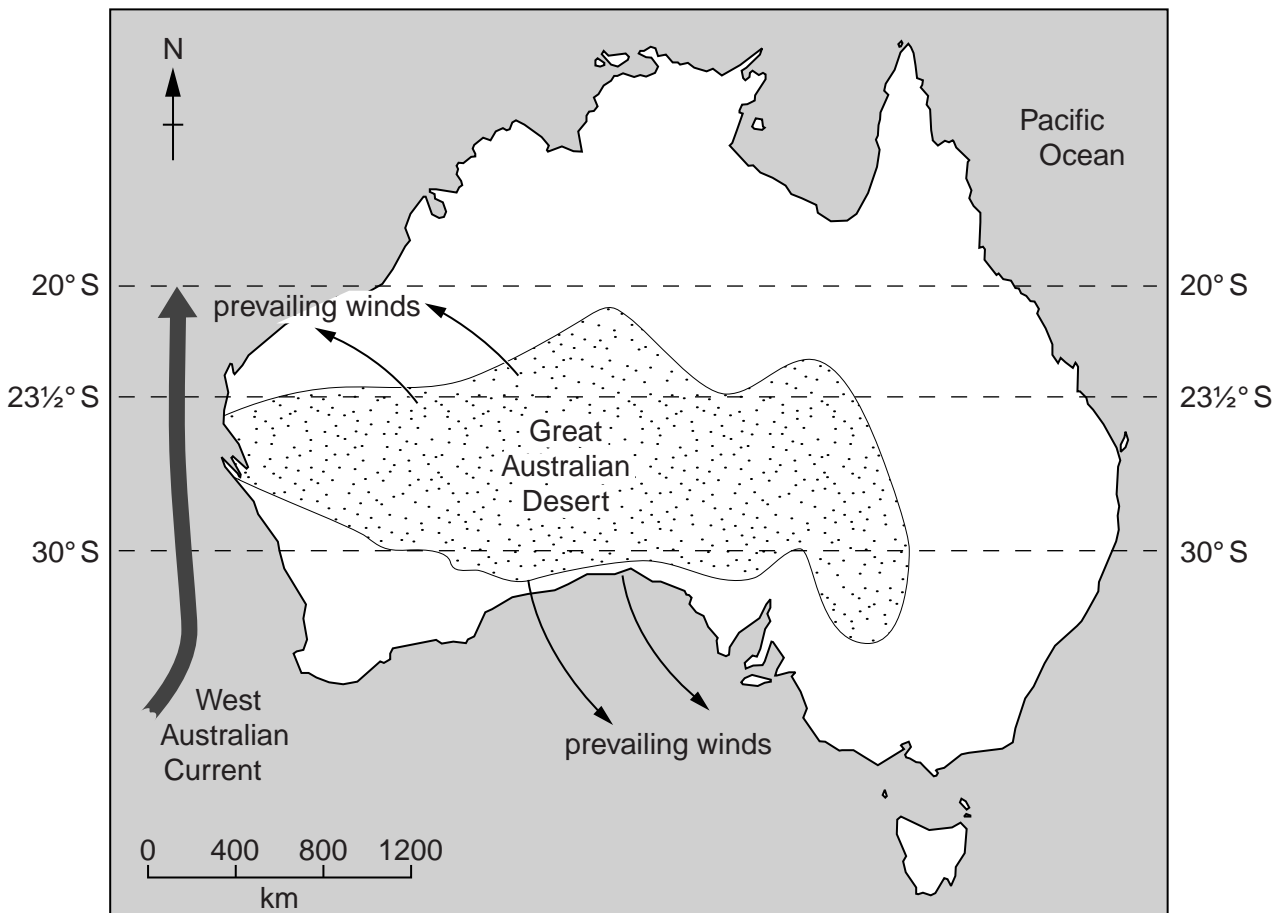 N
Pacific
Ocean
20° S
20° S
prevailing winds
23½° S
23½° S
Great
Australian
Desert
30° S
30° S
West
Australian
Current
prevailing winds
0 400 800 1200
km